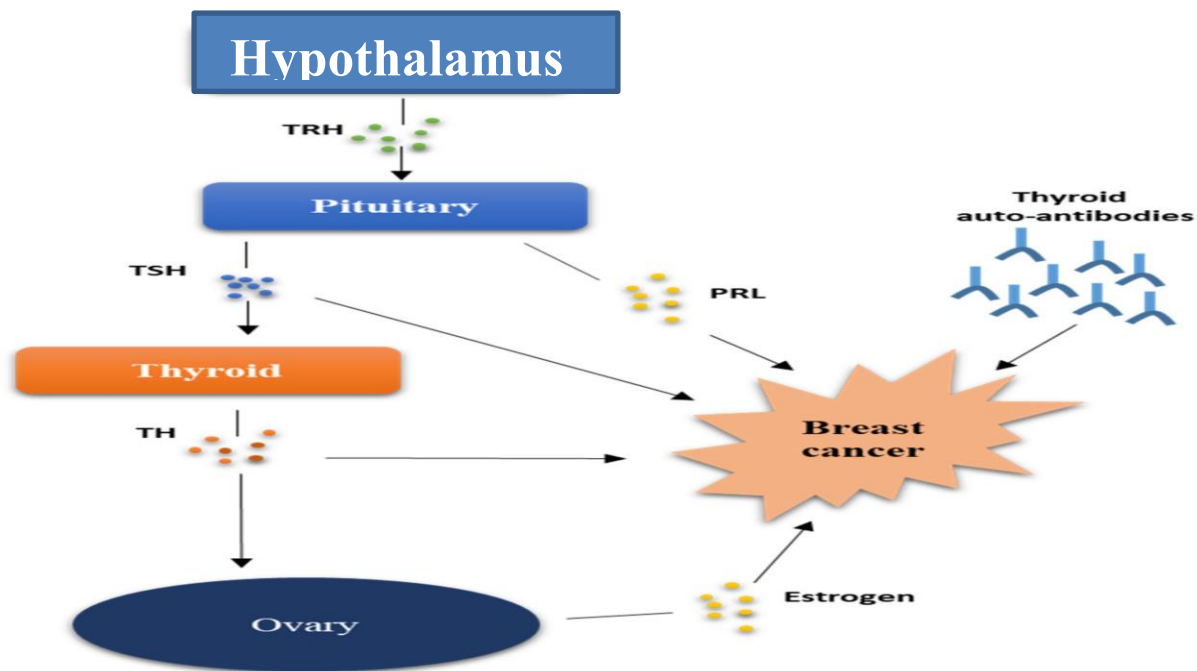 Hypothalamus
TRH
Pituitary
Thyroid
auto-antibodies
TSH
PRL
Thyroid
TH
Breast
cancer
Estrogen
Ovary